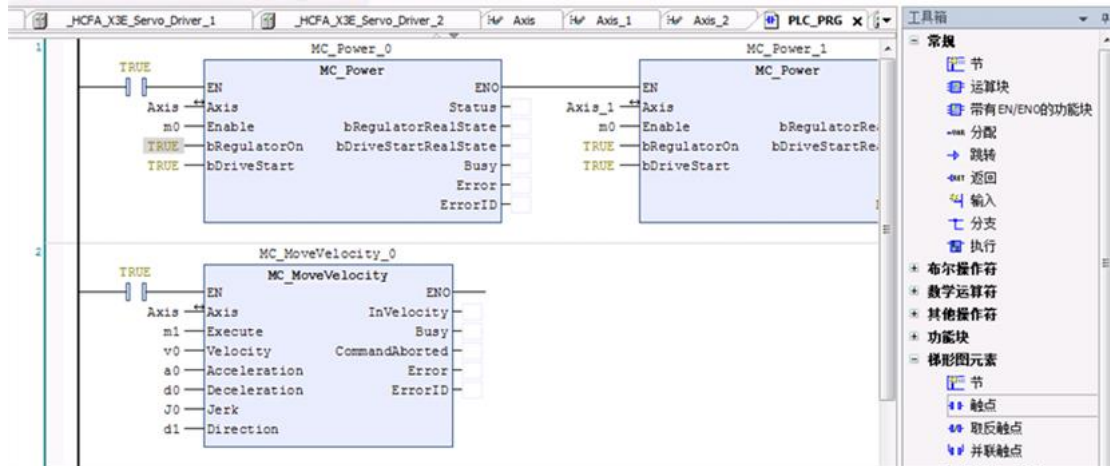 _HCFA_X3E_Servo_Driver_1 _HCFA_X3E_Servo_Driver_2 Axis Axis_1 Axis_2 PLC_PRG
1
MC_Power_0 MC_Power_1
TRUE MC_Power MC_Power
EN ENO EN
Axis Axis Status Axis_1 Axis
m0 Enable bRegulatorRealState m0 Enable bRegulatorRe
TRUE bRegulatorOn bDriveStartRealState TRUE bRegulatorOn bDriveStartRe
TRUE bDriveStart Busy TRUE bDriveStart
Error
ErrorID
2
MC_MoveVelocity_0
TRUE MC_MoveVelocity
EN ENO
Axis Axis InVelocity
m1 Execute Busy
v0 Velocity CommandAborted
a0 Acceleration Error
d0 Deceleration ErrorID
J0 Jerk
d1 Direction
工具箱
常规
节
运算块
带有EN/ENO的功能块
分配
跳转
返回
输入
分支
执行
布尔操作符
数学运算符
其他操作符
功能块
梯形图元素
节
触点
取反触点
并联触点